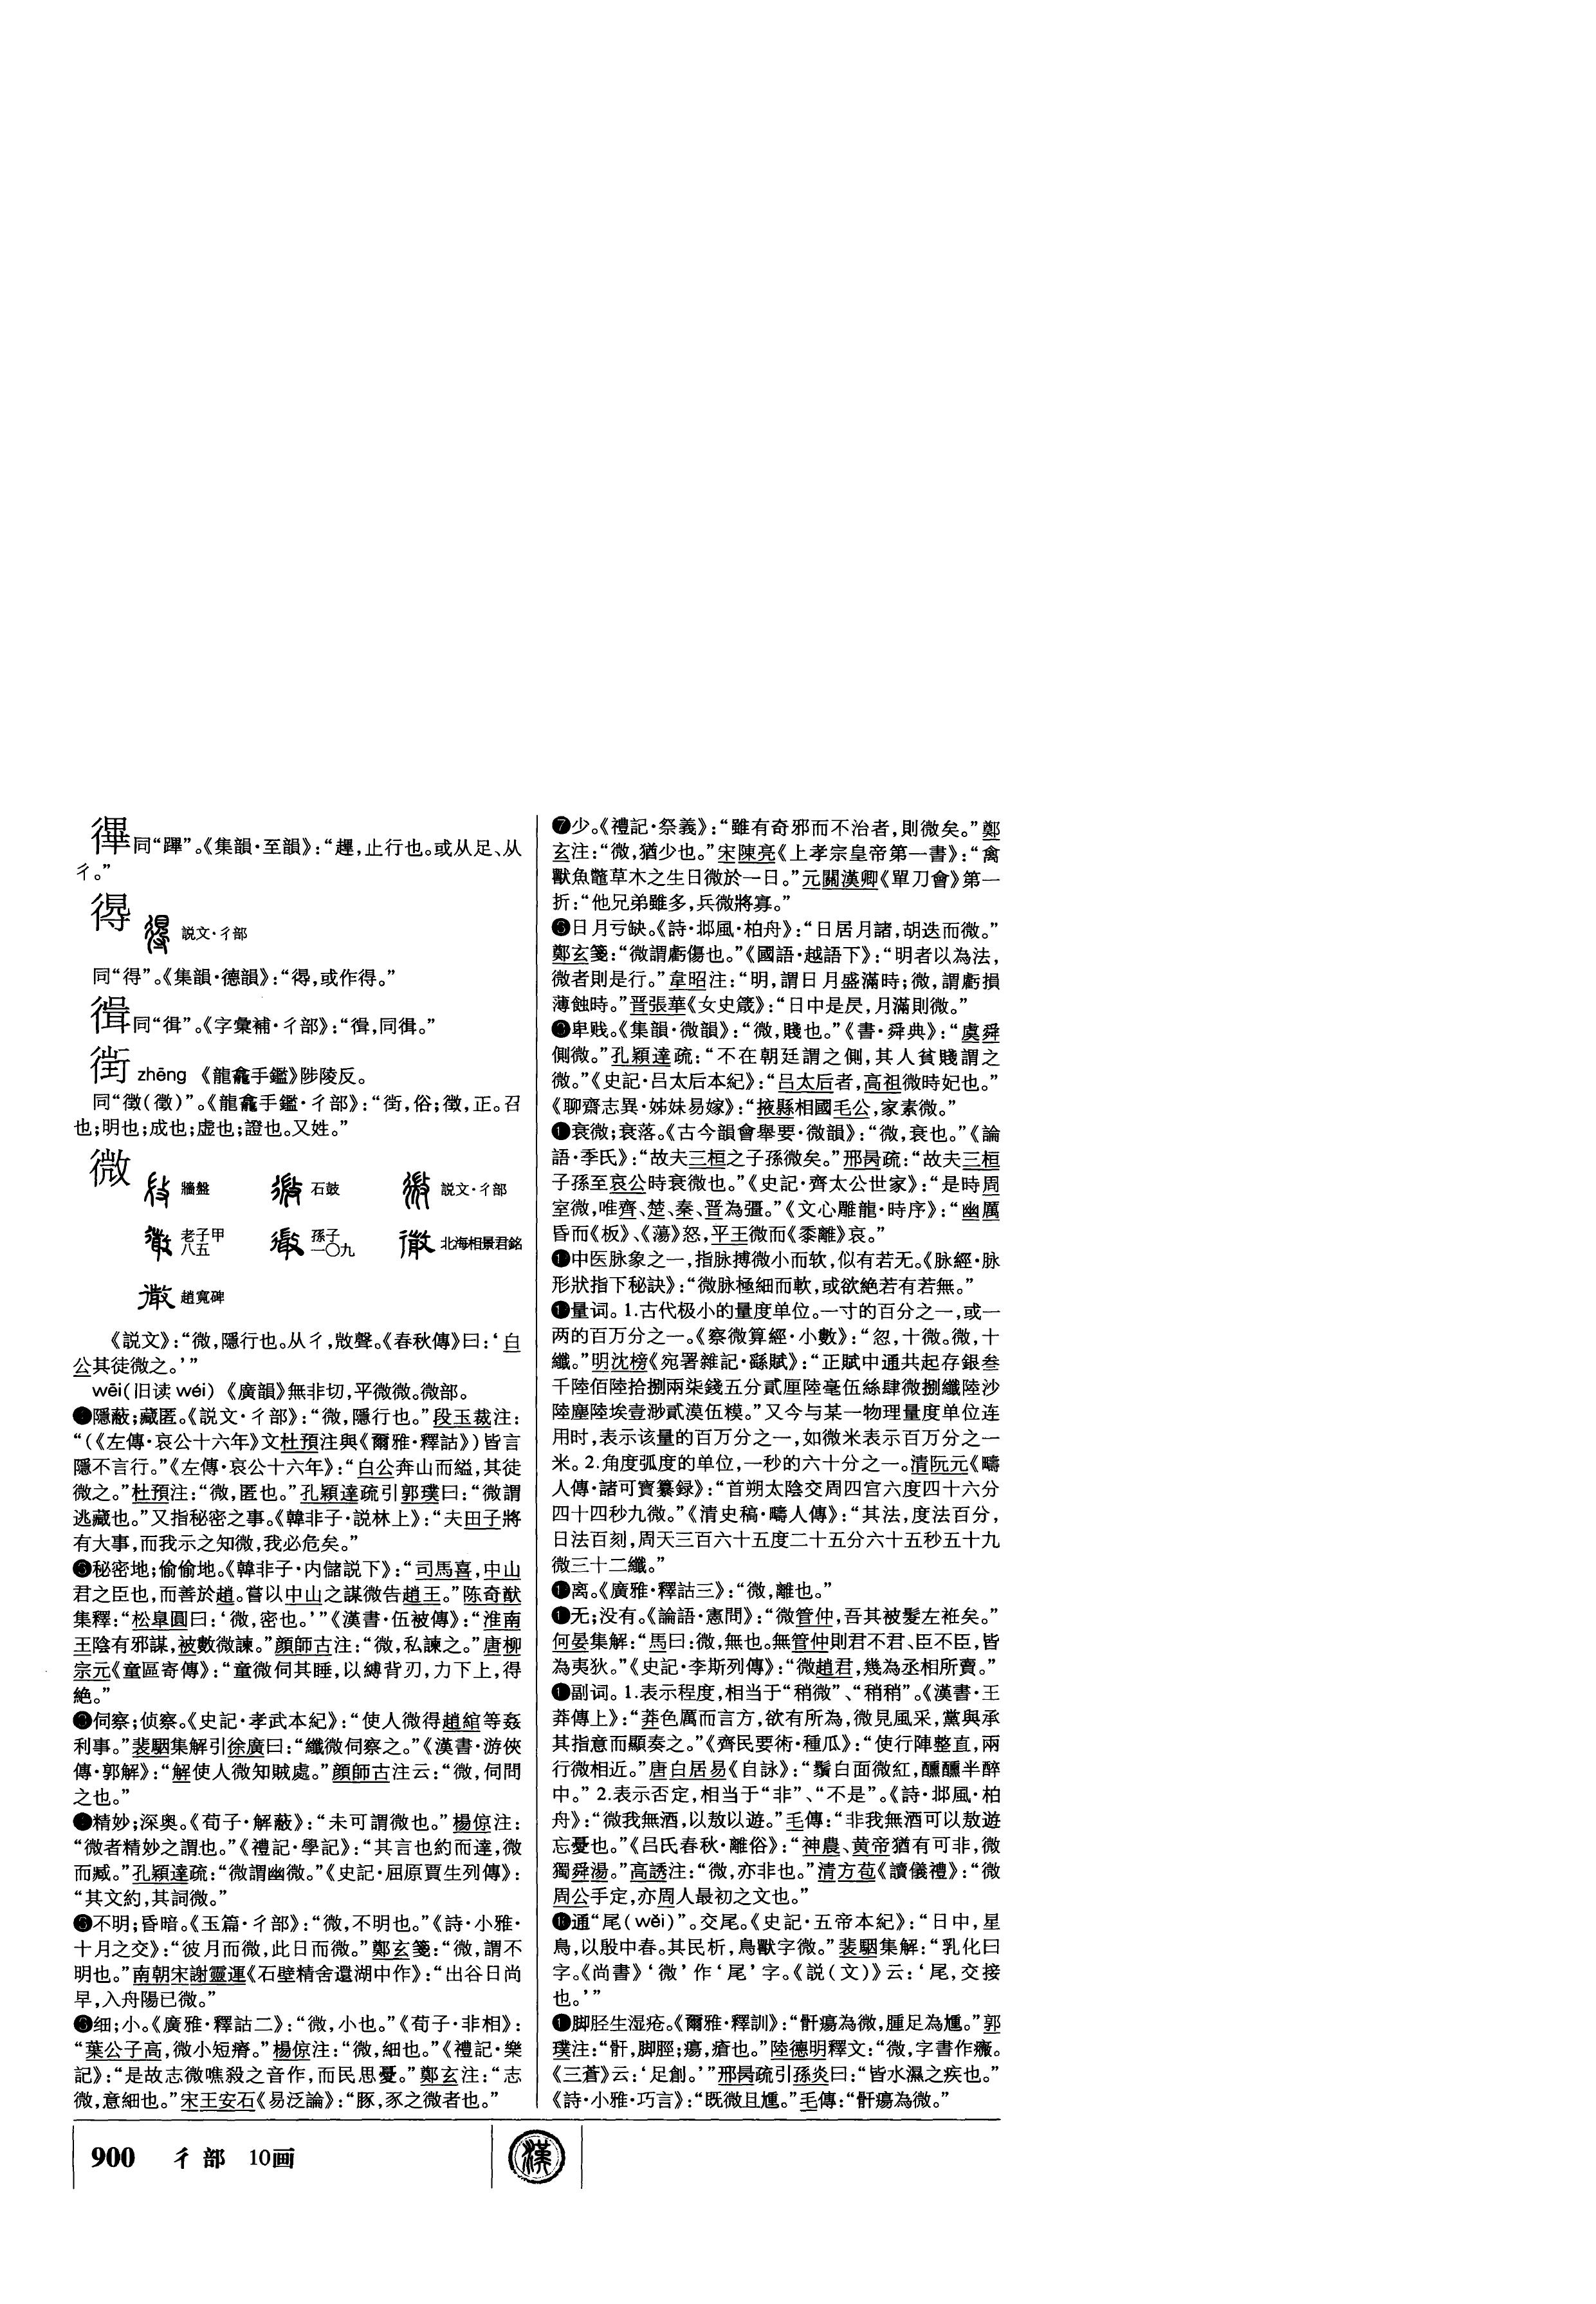 同“蹕”。《集韻·至韻》：“趩，止行也。或从足、从
彳。”
得
説文·彳部
同“得”。《集韻·德韻》：“得，或作得。”
同“徺”。《字彙補·彳部》：“
zhēng 《龍龕手鑑》陟陵反。
同“徵（徵）”。《龍龕手鑑·彳部》：“俗；徵，正。召
也；明也；成也；虚也；證也。又姓。”
微
牆盤 石鼓 説文·彳部
老子甲八五 孫子一〇九 北海相景君銘
趙寬碑
《説文》：“微，隱行也。从彳，㪿聲。《春秋傳》曰：‘白
公其徒微之。’”
wēi（旧读wéi） 《廣韻》無非切，平微微。微部。
隱蔽；藏匿。《説文·彳部》：“微，隱行也。”段玉裁注：
“（《左傳·哀公十六年》文杜預注與《爾雅·釋詁》）皆言
隱不言行。”《左傳·哀公十六年》：“白公奔山而縊，其徒
微之。”杜預注：“微，匿也。”孔穎達疏引郭璞曰：“微謂
逃藏也。”又指秘密之事。《韓非子·説林上》：“夫田子將
有大事，而我示之知微，我必危矣。”
秘密地；偷偷地。《韓非子·内儲説下》：“司馬喜，中山
君之臣也，而善於趙。嘗以中山之謀微告趙王。”陈奇猷
集釋：“松皋圓曰：‘微，密也。’”《漢書·伍被傳》：“淮南
王陰有邪謀，被數微諫。”顔師古注：“微，私諫之。”唐柳
宗元《童區寄傳》：“童微伺其睡，以縛背刃，力下上，得
絶。”
❸伺察；侦察。《史記·孝武本紀》：“使人微得趙綰等姦
利事。”裴駰集解引徐廣曰：“纖微伺察之。”《漢書·游俠
傳·郭解》：“解使人微知賊處。”顔師古注云：“微，伺問
之也。”
精妙；深奥。《荀子·解蔽》：“未可謂微也。”楊倞注：
“微者精妙之謂也。”《禮記·學記》：“其言也約而達，微
而臧。”孔穎達疏：“微謂幽微。”《史記·屈原賈生列傳》：
“其文約，其詞微。”
不明；昏暗。《玉篇·彳部》：“微，不明也。”《詩·小雅·
十月之交》：“彼月而微，此日而微。”鄭玄箋：“微，謂不
明也。”南朝宋謝靈運《石壁精舍還湖中作》：“出谷日尚
早，入舟陽已微。”
细；小。《廣雅·釋詁二》：“微，小也。”《荀子·非相》：
“葉公子高，微小短瘠。”楊倞注：“微，細也。”《禮記·樂
記》：“是故志微噍殺之音作，而民思憂。”鄭玄注：“志
微，意細也。”宋王安石《易泛論》：“豚，豕之微者也。”
❼少。《禮記·祭義》：“雖有奇邪而不治者，則微矣。”鄭
玄注：“微，猶少也。”宋陳亮《上孝宗皇帝第一書》：“禽
獸魚鼈草木之生日微於一日。”元關漢卿《單刀會》第一
折：“他兄弟雖多，兵微將寡。”
日月亏缺。《詩·邶風·柏舟》：“日居月諸，胡迭而微。”
鄭玄箋：“微謂虧傷也。”《國語·越語下》：“明者以為法，
微者則是行。”韋昭注：“明，謂日月盛滿時；微，謂虧損
薄蝕時。”晋張華《女史箴》：“日中是昃，月滿則微。”
卑贱。《集韻·微韻》：“微，賤也。”《書·舜典》：“虞舜
側微。”孔穎達疏：“不在朝廷謂之側，其人貧賤謂之
微。”《史記·吕太后本紀》：“吕太后者，高祖微時妃也。”
《聊齋志異·姊妹易嫁》：“掖縣相國毛公，家素微。”
衰微；衰落。《古今韻會舉要·微韻》：“微，衰也。”《論
語·季氏》：“故夫三桓之子孫微矣。”邢昺疏：“故夫三桓
子孫至哀公時衰微也。”《史記·齊太公世家》：“是時周
室微，唯齊、楚、秦、晋為彊。”《文心雕龍·時序》：“幽厲
昏而《板》、《蕩》怒，平王微而《黍離》哀。”
中医脉象之一，指脉搏微小而软，似有若无。《脉經·脉
形狀指下秘訣》：“微脉極細而軟，或欲絶若有若無。”
量词。1.古代极小的量度单位。一寸的百分之一，或一
两的百万分之一。《察微算經·小數》：“忽，十微。微，十
纖。”明沈榜《宛署雜記·繇賦》：“正賦中通共起存銀叁
千陸佰陸拾捌兩柒錢五分貳厘陸毫伍絲肆微捌纖陸沙
陸塵陸埃壹渺貳漠伍模。”又今与某一物理量度单位连
用时，表示该量的百万分之一，如微米表示百万分之一
米。2.角度弧度的单位，一秒的六十分之一。清阮元《疇
人傳·諸可寳纂録》：“首朔太陰交周四宫六度四十六分
四十四秒九微。”《清史稿·疇人傳》：“其法，度法百分，
日法百刻，周天三百六十五度二十五分六十五秒五十九
微三十二纖。”
离。《廣雅·釋詁三》：“微，離也。”
无；没有。《論語·憲問》：“微管仲，吾其被髮左袵矣。”
何晏集解：“馬曰：微，無也。無管仲則君不君、臣不臣，皆
為夷狄。”《史記·李斯列傳》：“微趙君，幾為丞相所賣。”
副词。1.表示程度，相当于“稍微”、“稍稍”。《漢書·王
莽傳上》：“莽色厲而言方，欲有所為，微見風采，黨與承
其指意而顯奏之。”《齊民要術·種瓜》：“使行陣整直，兩
行微相近。”唐白居易《自詠》：“鬚白面微紅，醺醺半醉
中。”2.表示否定，相当于“非”、“不是”。《詩·邶風·柏
舟》：“微我無酒，以敖以遊。”毛傳：“非我無酒可以敖遊
忘憂也。”《吕氏春秋·離俗》：“神農、黄帝猶有可非，微
獨舜湯。”高誘注：“微，亦非也。”清方苞《讀儀禮》：“微
周公手定，亦周人最初之文也。”
通“尾（wěi）”。交尾。《史記·五帝本紀》：“日中，星
鳥，以殷中春。其民析，鳥獸字微。”裴駰集解：“乳化曰
字。《尚書》‘微’作‘尾’字。《説（文）》云：‘尾，交接
也。’”
脚胫生湿疮。《爾雅·釋訓》：“骭瘍為微，腫足為尰。”郭
璞注：“骭，脚脛；瘍，瘡也。”陸德明釋文：“微，字書作癓。
《三蒼》云：‘足創。’”邢昺疏引孫炎曰：“皆水濕之疾也。”
《詩·小雅·巧言》：“既微且尰。”毛傳：“骭瘍為微。”
900 彳部 10画
漢